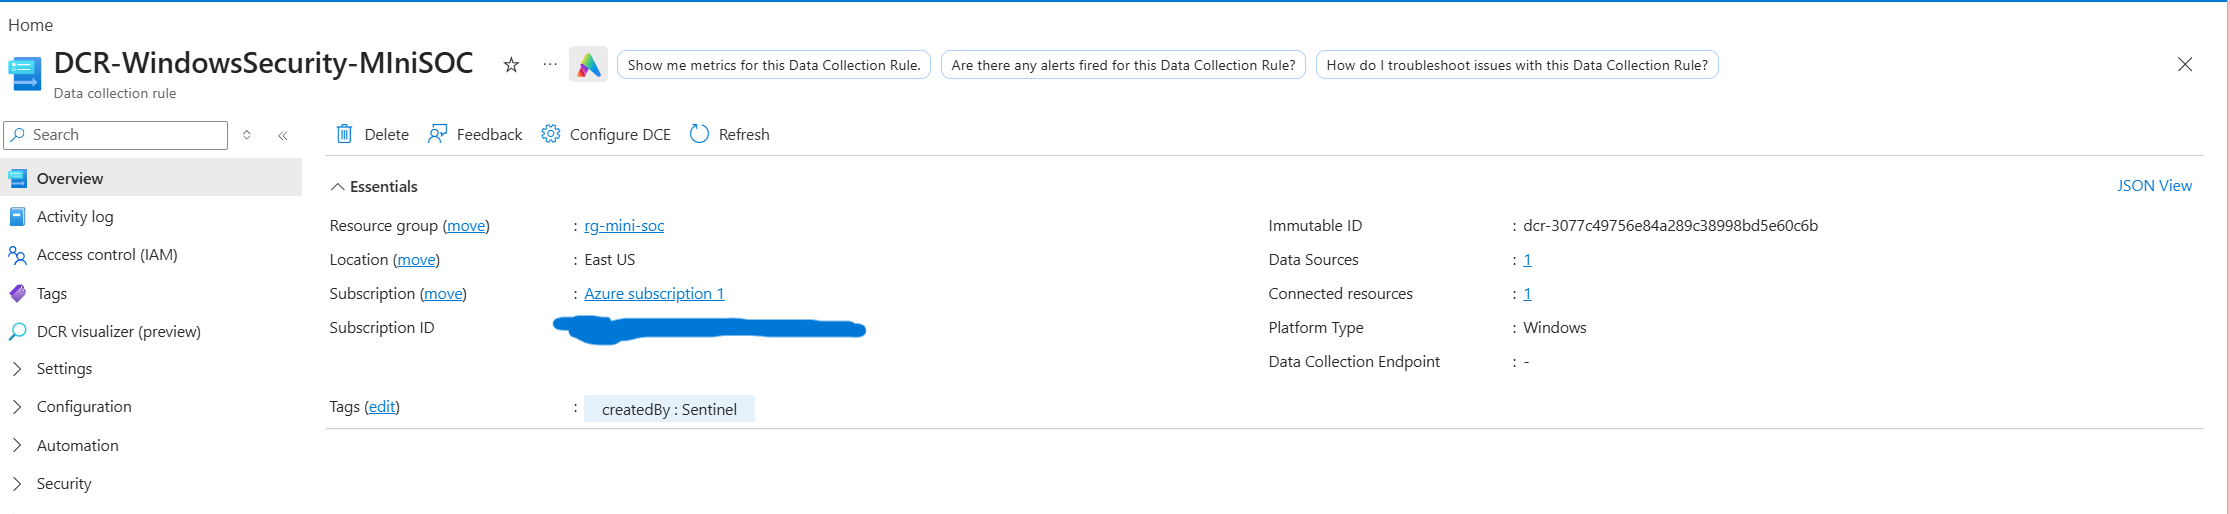 Home
DCR-WindowsSecurity-MIniSOC
Show me metrics for this Data Collection Rule.
Are there any alerts fired for this Data Collection Rule?
How do I troubleshoot issues with this Data Collection Rule?
Data collection rule
Search
Delete
Feedback
Configure DCE
Refresh
Overview
Activity log
Access control (IAM)
Tags
DCR visualizer (preview)
Settings
Configuration
Automation
Security
Essentials
JSON View
Resource group (move) : rg-mini-soc
Location (move) : East US
Subscription (move) : Azure subscription 1
Subscription ID
Tags (edit) : createdBy : Sentinel
Immutable ID : dcr-3077c49756e84a289c38998bd5e60c6b
Data Sources : 1
Connected resources : 1
Platform Type : Windows
Data Collection Endpoint : -